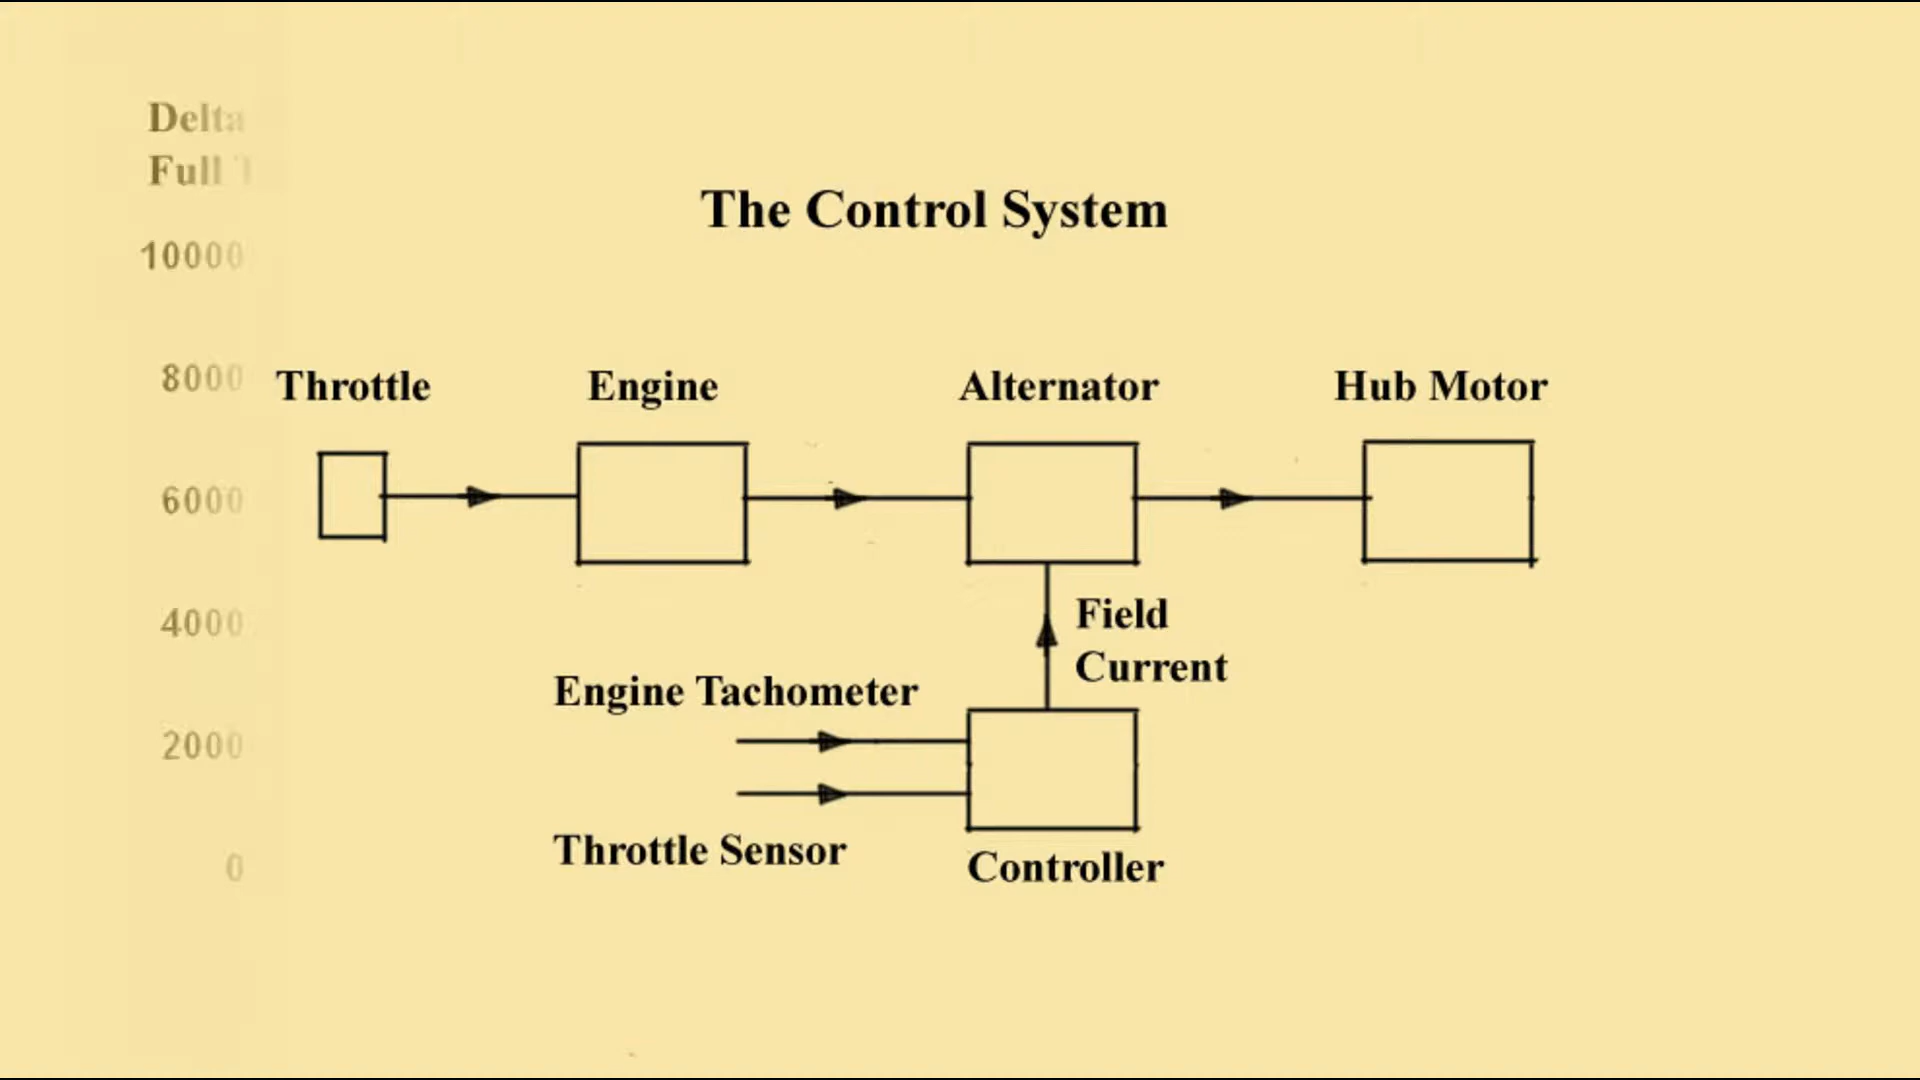 Delta
Full
The Control System
10000
8000
6000
4000
2000
0
Throttle
Engine
Alternator
Hub Motor
Field
Current
Engine Tachometer
Throttle Sensor
Controller